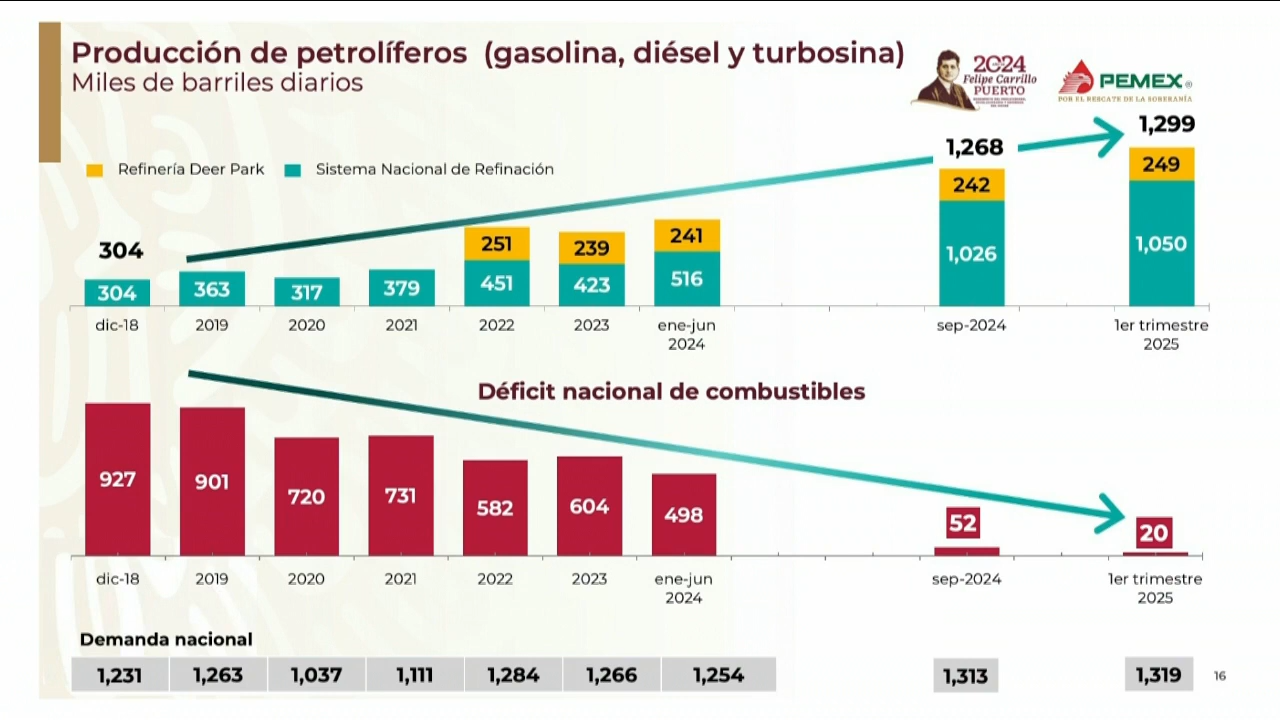 Producción de petrolíferos (gasolina, diésel y turbosina)
Miles de barriles diarios
2024
Felipe Carrillo
PUERTO
PEMEX®
POR EL RESCATE DE LA SOBERANÍA
Refinería Deer Park Sistema Nacional de Refinación
1,268 1,299
304
251 239 241 242 249
304 363 317 379 451 423 516 1,026 1,050
dic-18 2019 2020 2021 2022 2023 ene-jun sep-2024 1er trimestre
2024 2025
Déficit nacional de combustibles
927 901 720 731 582 604 498 52 20
dic-18 2019 2020 2021 2022 2023 ene-jun sep-2024 1er trimestre
2024 2025
Demanda nacional
1,231 1,263 1,037 1,111 1,284 1,266 1,254 1,313 1,319
16